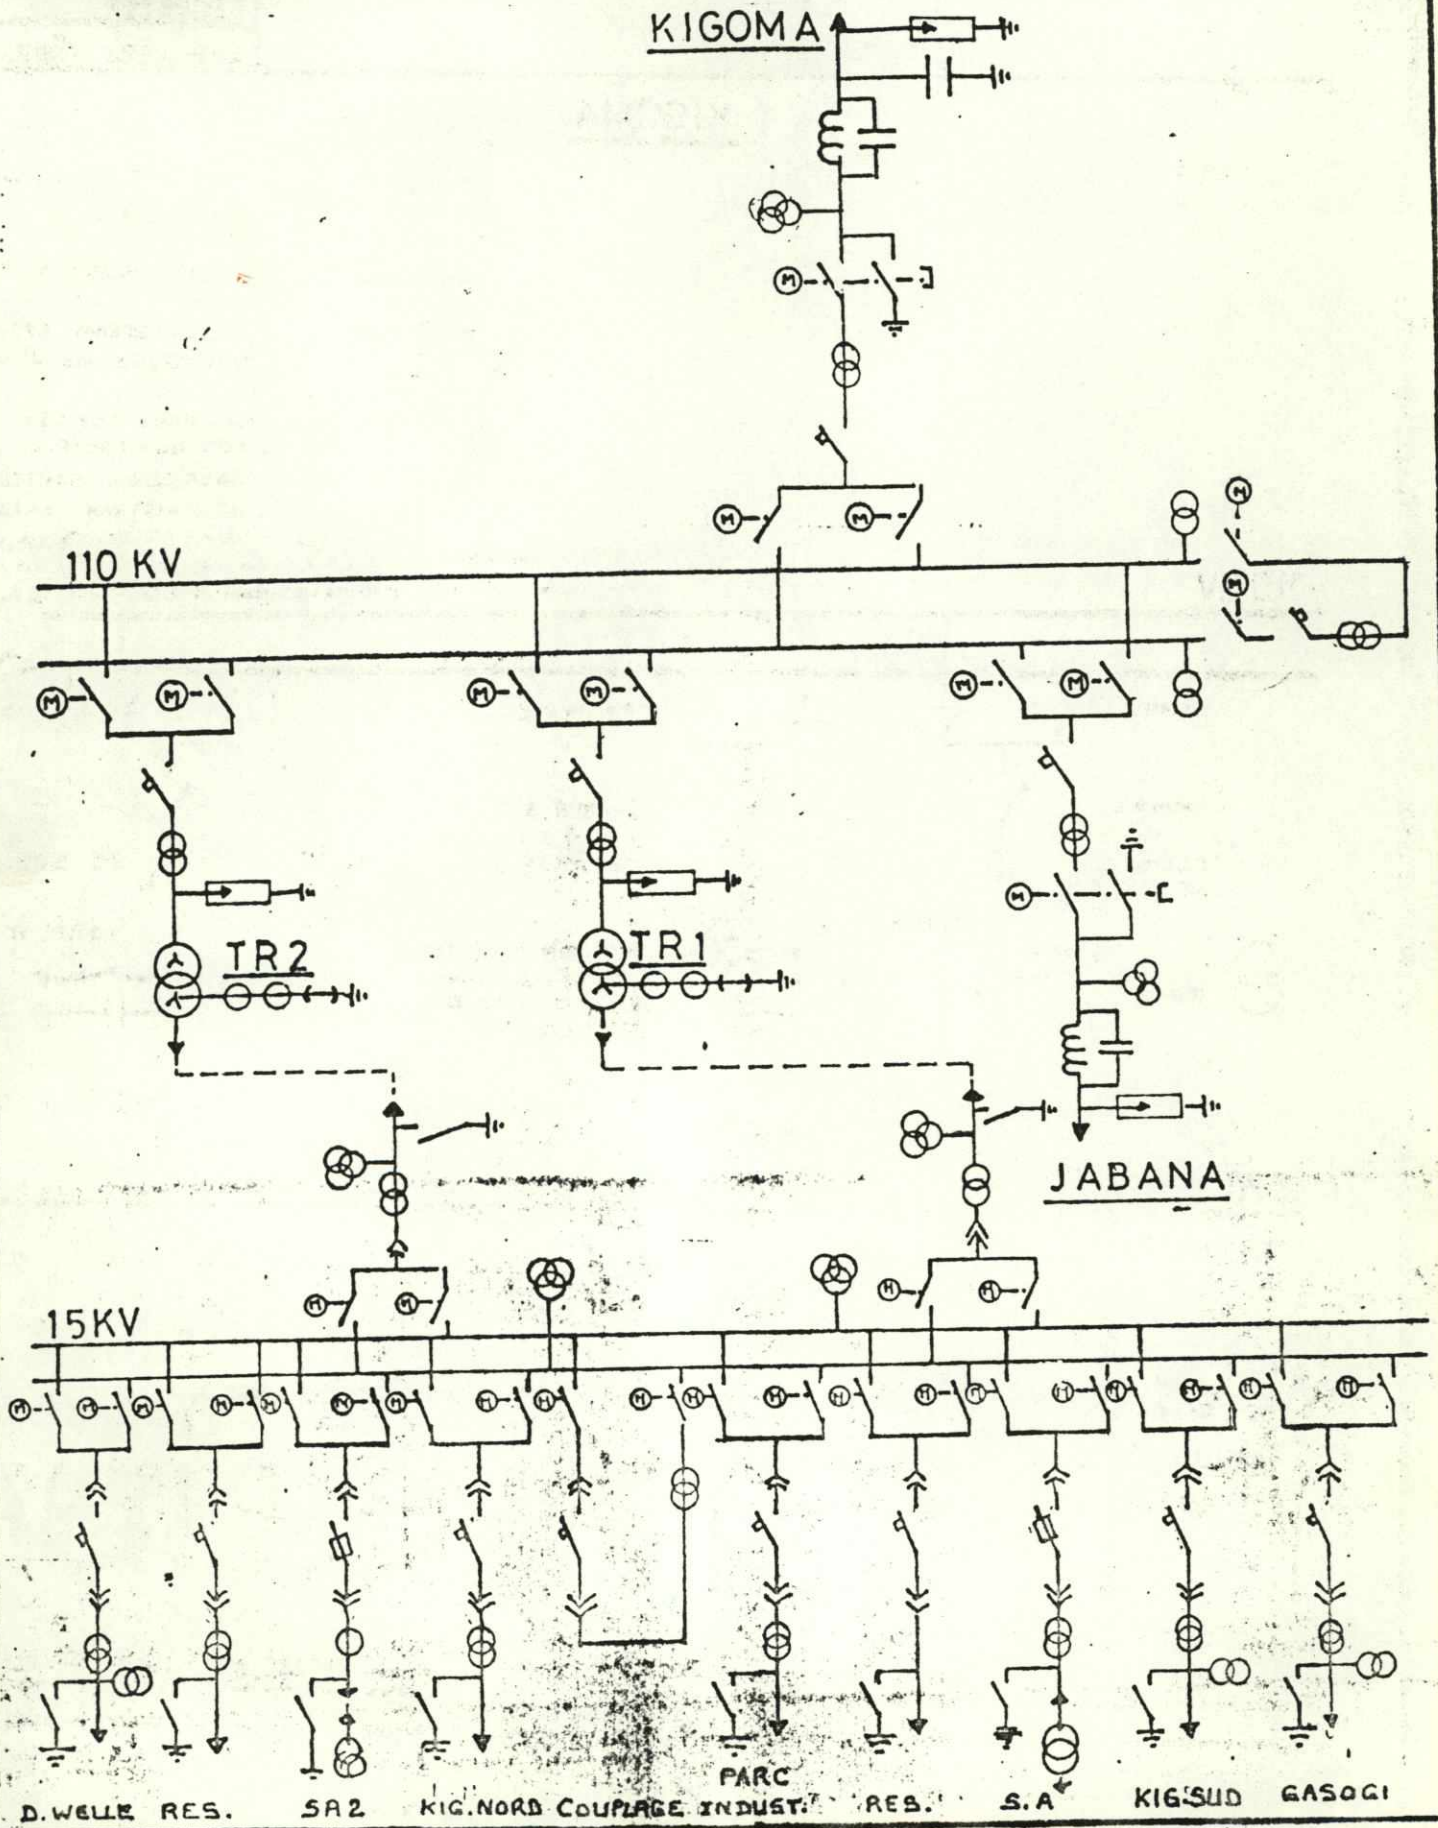 KIGOMA
M
M M
M
M
110 KV
M M M M M M
M
TR2 TR1
JABANA
M M M M
15KV
M M M M M M M M M M M M M M M M M M M M
D.WELLE RES. SA2 KIG.NORD COUPLAGE PARC INDUST. RES. S.A KIG.SUD GASOGI